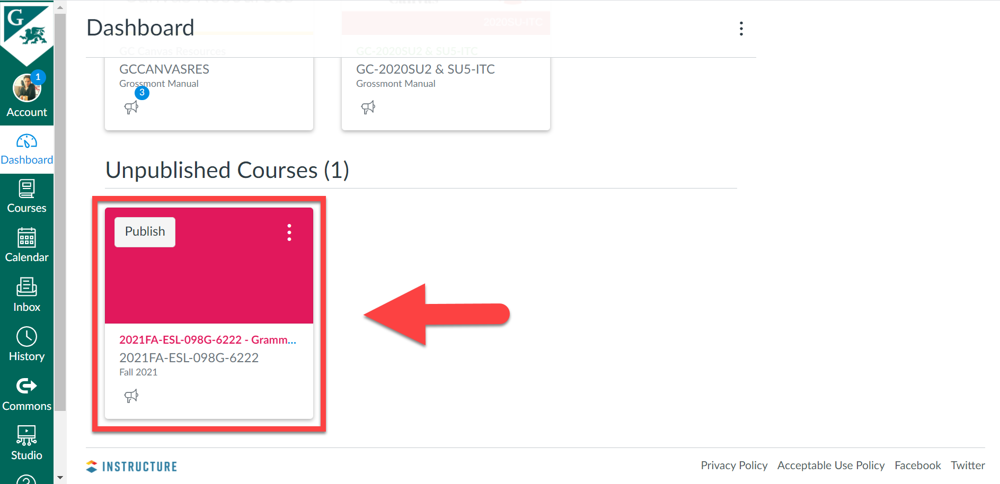 G
1
Account
Dashboard
Courses
Calendar
Inbox
History
Commons
Studio
Dashboard
2020SU-ITC
GC Canvas Resources
GCCANVASRES
Grossmont Manual
3
GC-2020SU2 & SU5-ITC
GC-2020SU2 & SU5-ITC
Grossmont Manual
Unpublished Courses (1)
Publish
2021FA-ESL-098G-6222 - Gramm...
2021FA-ESL-098G-6222
Fall 2021
INSTRUCTURE
Privacy Policy Acceptable Use Policy Facebook Twitter